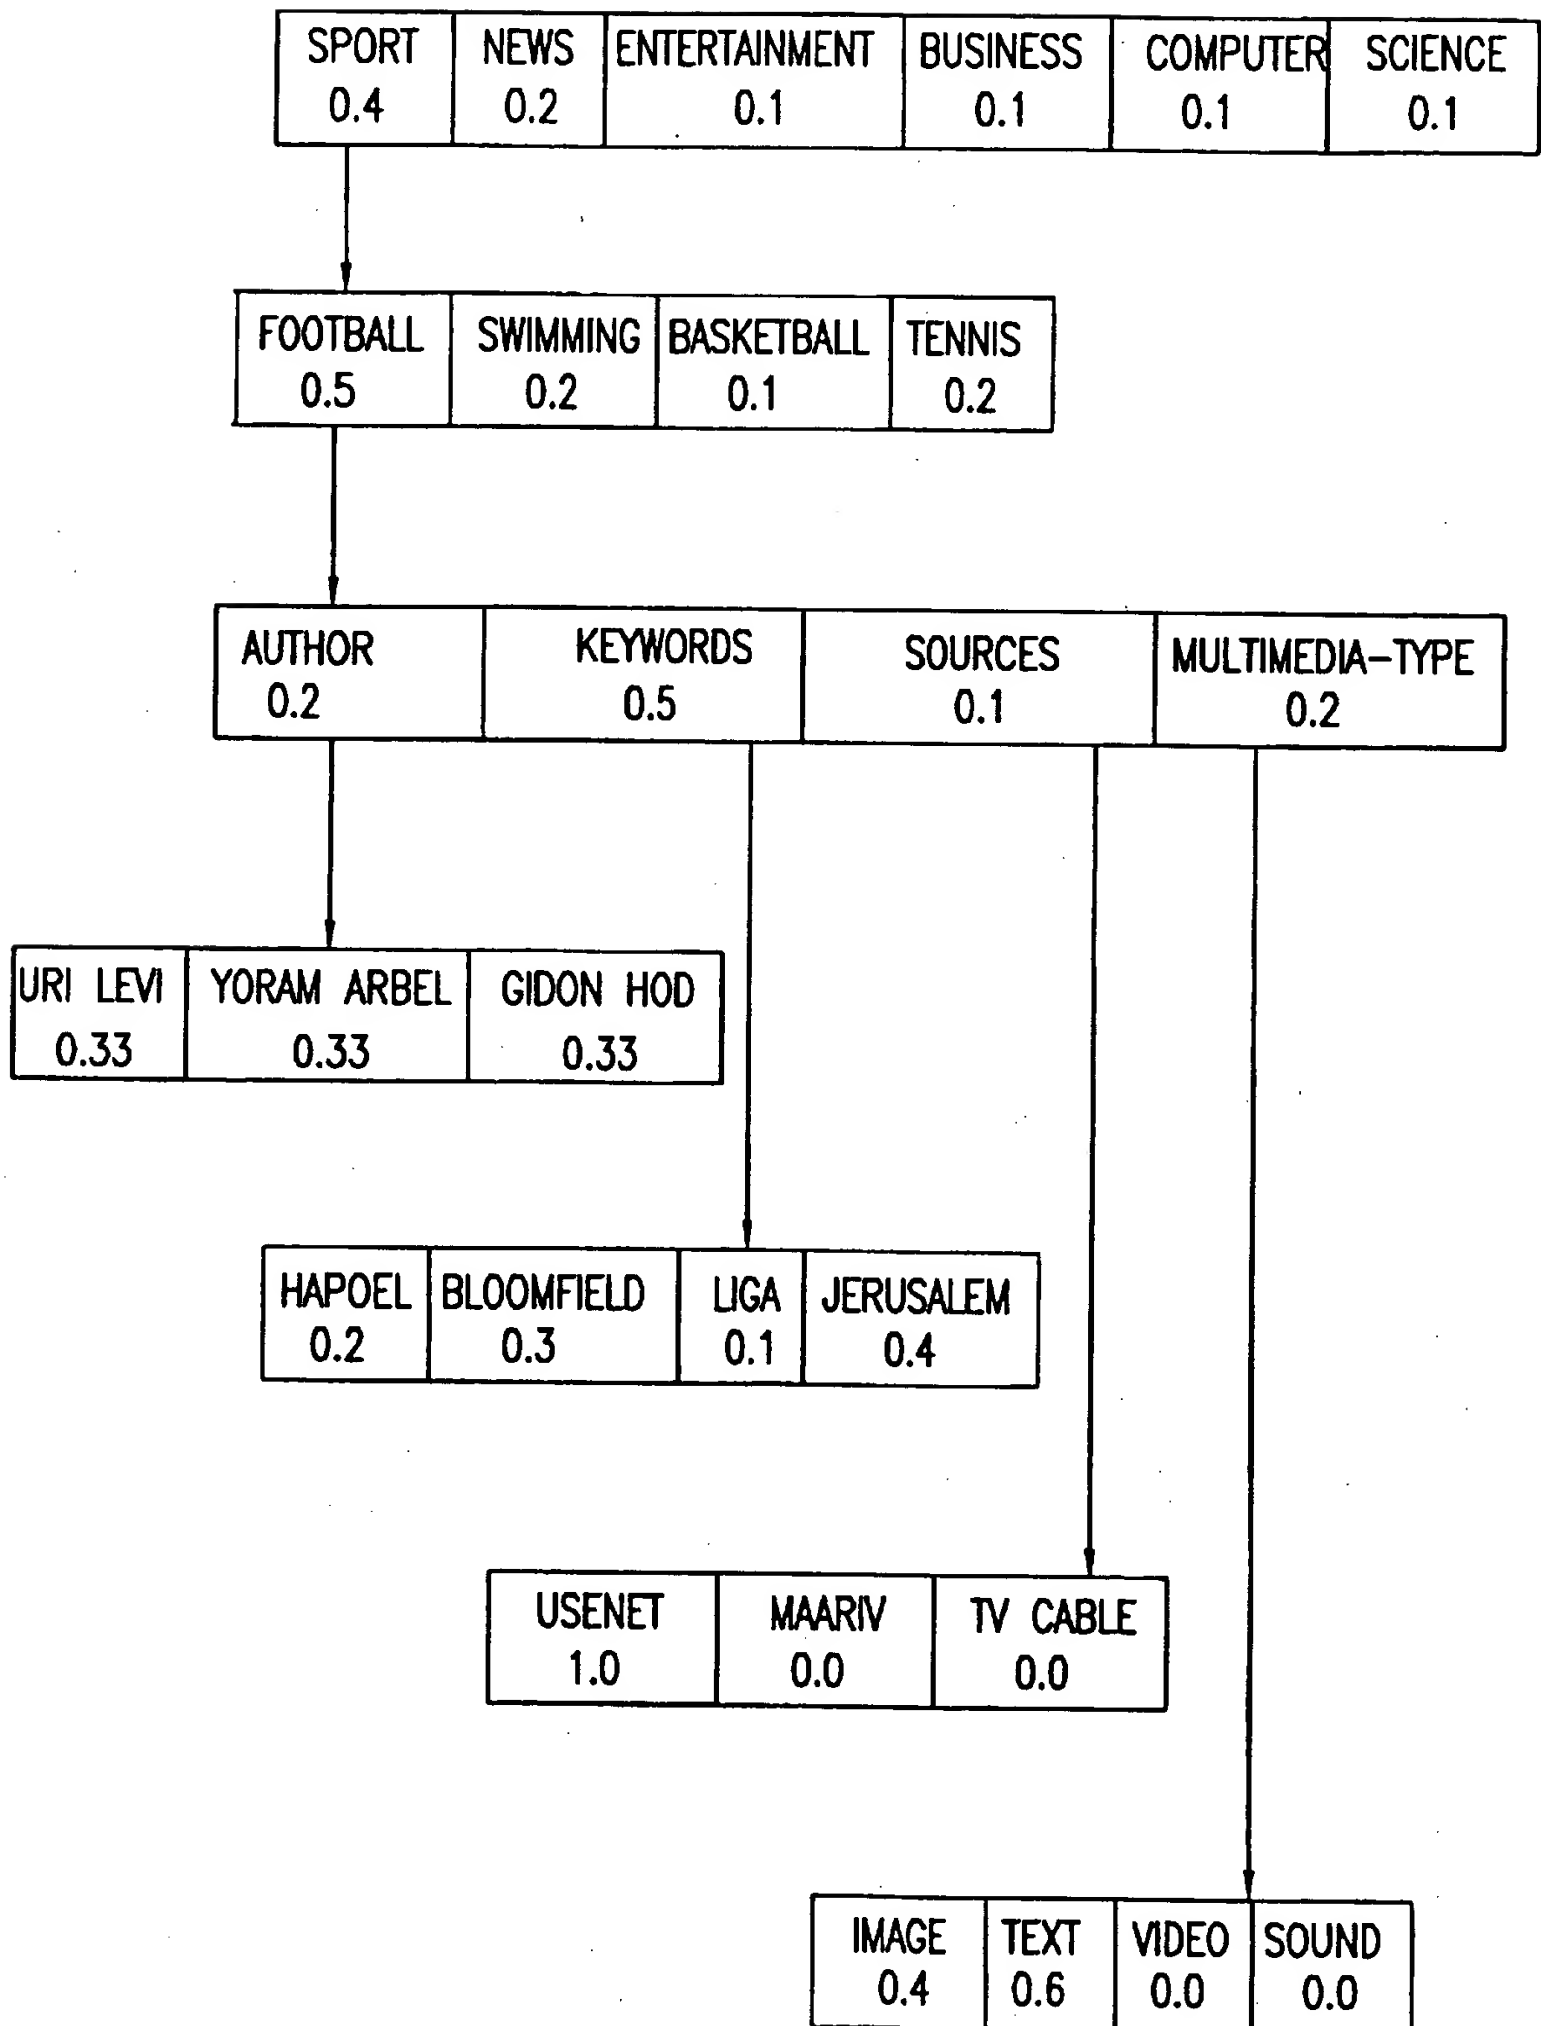 SPORT NEWS ENTERTAINMENT BUSINESS COMPUTER SCIENCE
0.4 0.2 0.1 0.1 0.1 0.1
FOOTBALL SWIMMING BASKETBALL TENNIS
0.5 0.2 0.1 0.2
AUTHOR KEYWORDS SOURCES MULTIMEDIA-TYPE
0.2 0.5 0.1 0.2
URI LEVI YORAM ARBEL GIDON HOD
0.33 0.33 0.33
HAPOEL BLOOMFIELD LIGA JERUSALEM
0.2 0.3 0.1 0.4
USENET MAARIV TV CABLE
1.0 0.0 0.0
IMAGE TEXT VIDEO SOUND
0.4 0.6 0.0 0.0